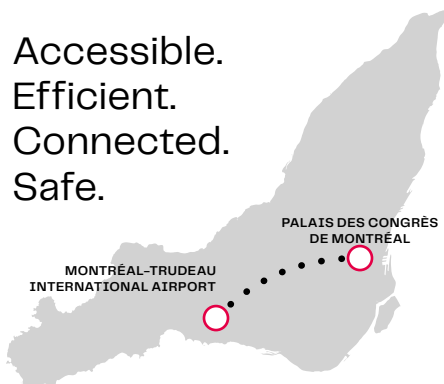 Accessible.
Efficient.
Connected.
Safe.
PALAIS DES CONGRÈS
DE MONTRÉAL
MONTRÉAL–TRUDEAU
INTERNATIONAL AIRPORT